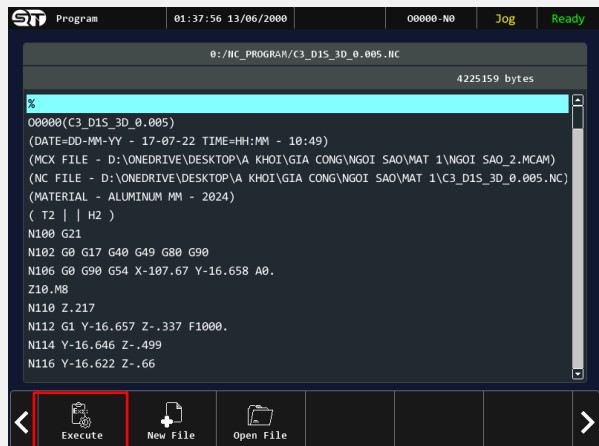 ST Program 01:37:56 13/06/2000 O0000-N0 Jog Ready
0:/NC_PROGRAM/C3_D1S_3D_0.005.NC
4225159 bytes
%
O0000(C3_D1S_3D_0.005)
(DATE=DD-MM-YY - 17-07-22 TIME=HH:MM - 10:49)
(MCX FILE - D:\ONEDRIVE\DESKTOP\A KHOI\GIA CONG\NGOI SAO\MAT 1\NGOI SAO_2.MCAM)
(NC FILE - D:\ONEDRIVE\DESKTOP\A KHOI\GIA CONG\NGOI SAO\MAT 1\C3_D1S_3D_0.005.NC)
(MATERIAL - ALUMINUM MM - 2024)
( T2 | | H2 )
N100 G21
N102 G0 G17 G40 G49 G80 G90
N106 G0 G90 G54 X-107.67 Y-16.658 A0.
Z10.M8
N110 Z.217
N112 G1 Y-16.657 Z-.337 F1000.
N114 Y-16.646 Z-.499
N116 Y-16.622 Z-.66
Execute New File Open File